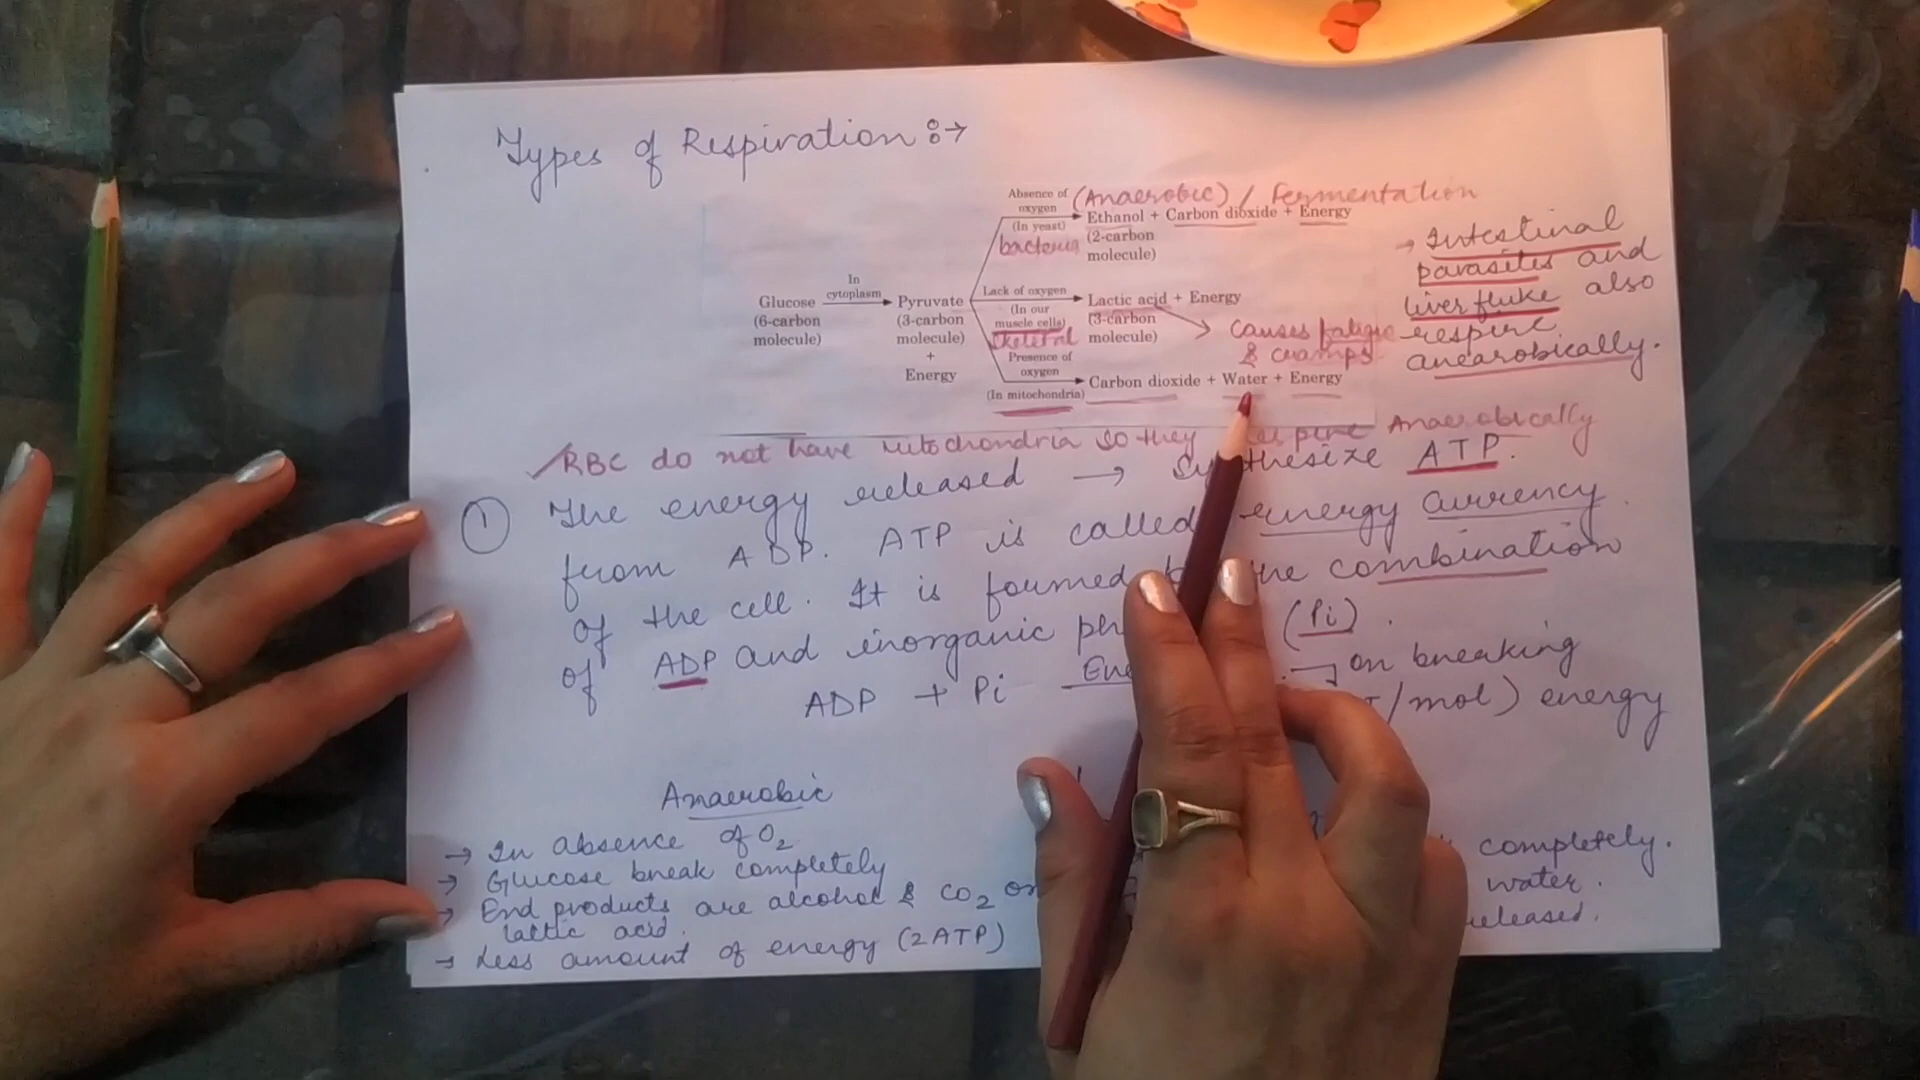 Types of Respiration :→
Absence of (Anaerobic) / Fermentation
oxygen
Ethanol + Carbon dioxide + Energy
(In yeast) (2-carbon
bacteria molecule)
→ Intestinal
parasites and
liver fluke also
respire
anearobically.
In
cytoplasm
Glucose → Pyruvate
(6-carbon (3-carbon
molecule) molecule)
+
Energy
Lack of oxygen Lactic acid + Energy
(In our (3-carbon
muscle cells) molecule)
Skeletal
causes fatigue
& cramps
Presence of
oxygen
Carbon dioxide + Water + Energy
(In mitochondria)
RBC do not have mitochondria so they Anaerobically
① The energy released → Synthesize ATP.
from ADP. ATP is called energy currency
of the cell. It is formed the combination
of ADP and inorganic (Pi).
ADP + Pi on breaking
/mol) energy
Anaerobic
→ In absence of O2
→ Glucose break completely completely.
→ End products are alcohol & CO2 water.
lactic acid. released.
→ Less amount of energy (2ATP)